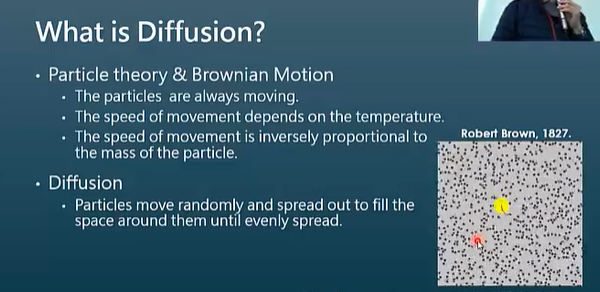 What is Diffusion?
• Particle theory & Brownian Motion
• The particles are always moving.
• The speed of movement depends on the temperature.
• The speed of movement is inversely proportional to
the mass of the particle.
Robert Brown, 1827.
• Diffusion
• Particles move randomly and spread out to fill the
space around them until evenly spread.